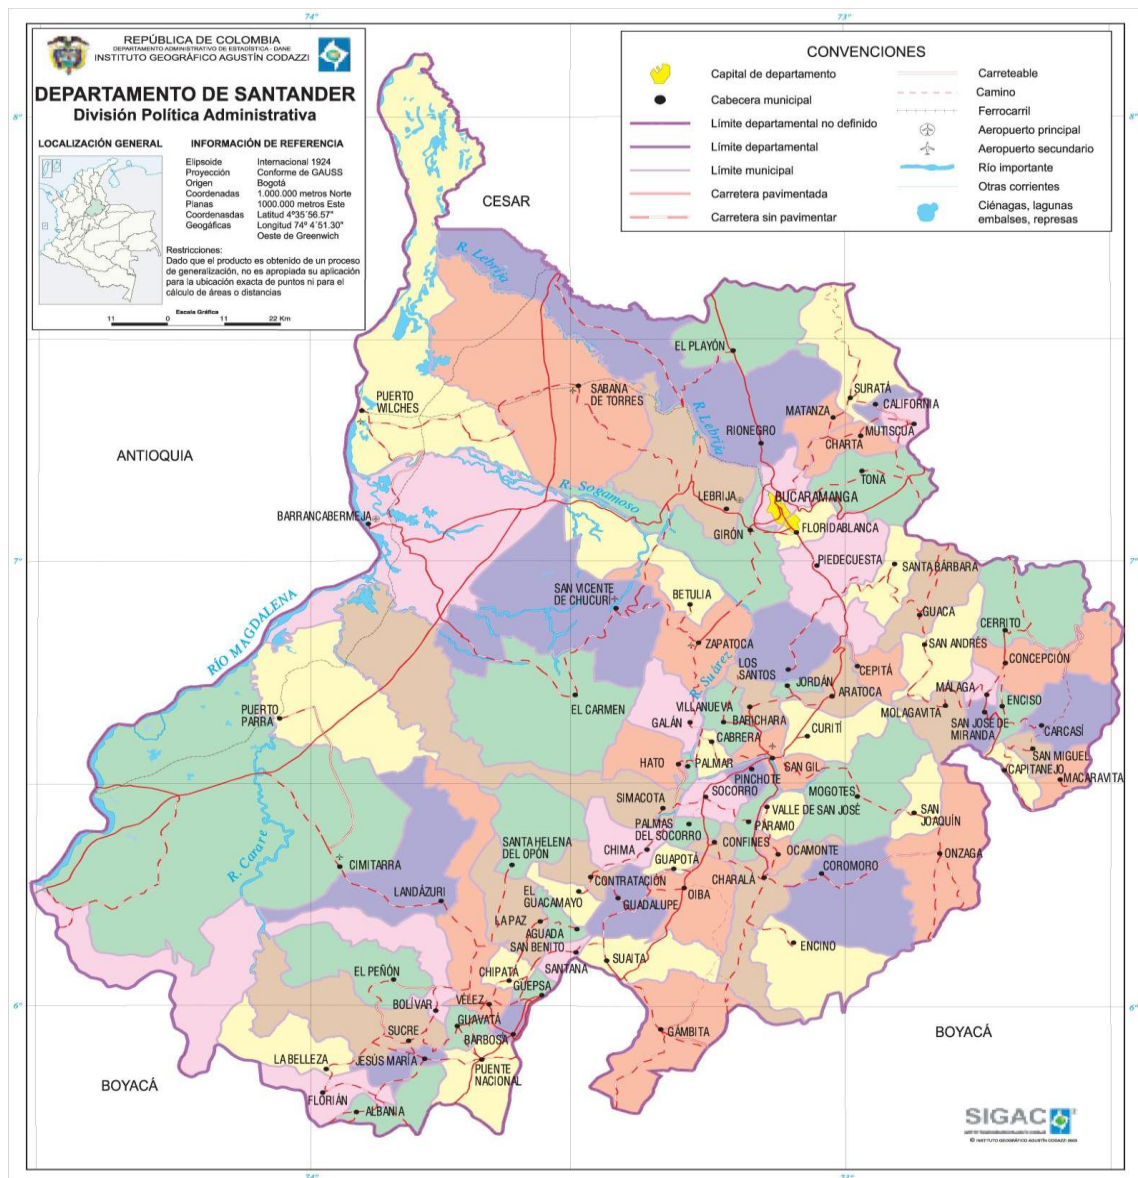 74°
73°
8°
8°
REPÚBLICA DE COLOMBIA
DEPARTAMENTO ADMINISTRATIVO DE ESTADÍSTICA - DANE
INSTITUTO GEOGRÁFICO AGUSTÍN CODAZZI
DEPARTAMENTO DE SANTANDER
División Política Administrativa
LOCALIZACIÓN GENERAL
INFORMACIÓN DE REFERENCIA
Elipsoide Internacional 1924
Proyección Conforme de GAUSS
Origen Bogotá
Coordenadas 1.000.000 metros Norte
Planas 1000.000 metros Este
Coordenasdas Latitud 4°35´56.57"
Geogáficas Longitud 74° 4´51.30"
Oeste de Greenwich
Restricciones:
Dado que el producto es obtenido de un proceso
de generalización, no es apropiada su aplicación
para la ubicación exacta de puntos ni para el
cálculo de áreas o distancias
Escala Gráfica
11 0 11 22 Km
CONVENCIONES
Capital de departamento
Cabecera municipal
Límite departamental no definido
Límite departamental
Límite municipal
Carretera pavimentada
Carretera sin pavimentar
Carreteable
Camino
Ferrocarril
Aeropuerto principal
Aeropuerto secundario
Río importante
Otras corrientes
Ciénagas, lagunas
embalses, represas
CESAR
R. Lebrija
EL PLAYÓN
SABANA
DE TORRES
PUERTO
WILCHES
SURATÁ
CALIFORNIA
MATANZA
MUTISCUA
CHARTA
R. Lebrija
RIONEGRO
ANTIOQUIA
TONA
R. Sogamoso
LEBRIJA
BUCARAMANGA
BARRANCABERMEJA
GIRÓN
FLORIDABLANCA
7°
7°
PIEDECUESTA
SANTA BÁRBARA
SAN VICENTE
DE CHUCURÍ
BETULIA
GUACA
CERRITO
RÍO MAGDALENA
ZAPATOCA
SAN ANDRÉS
CONCEPCIÓN
LOS
SANTOS
CEPITÁ
R. Suárez
JORDÁN
ARATOCA
MÁLAGA
ENCISO
PUERTO
PARRA
EL CARMEN
VILLANUEVA
GALÁN
BARICHARA
MOLAGAVITA
SAN JOSÉ DE
MIRANDA
CARCASÍ
CABRERA
CURITÍ
SAN MIGUEL
HATO
PALMAR
SAN GIL
CAPITANEJO
PINCHOTE
MACARAVITA
SOCORRO
MOGOTES
SIMACOTA
VALLE DE SAN JOSÉ
SAN
JOAQUÍN
PALMAS
DEL SOCORRO
PÁRAMO
R. Carare
SANTA HELENA
DEL OPÓN
CHIMA
CONFINES
OCAMONTE
ONZAGA
CIMITARRA
GUAPOTÁ
COROMORO
LANDÁZURI
CONTRATACIÓN
CHARALÁ
EL
GUACAMAYO
OIBA
GUADALUPE
LA PAZ
AGUADA
SAN BENITO
ENCINO
EL PEÑÓN
SANTANA
SUAITA
CHIPATÁ
GÜEPSA
BOLÍVAR
VÉLEZ
6°
6°
GUAVATÁ
GÁMBITA
BOYACÁ
SUCRE
BARBOSA
LA BELLEZA
JESÚS MARÍA
PUENTE
NACIONAL
BOYACÁ
FLORIÁN
ALBANIA
SIGAC
© INSTITUTO GEOGRÁFICO AGUSTÍN CODAZZI
74°
73°